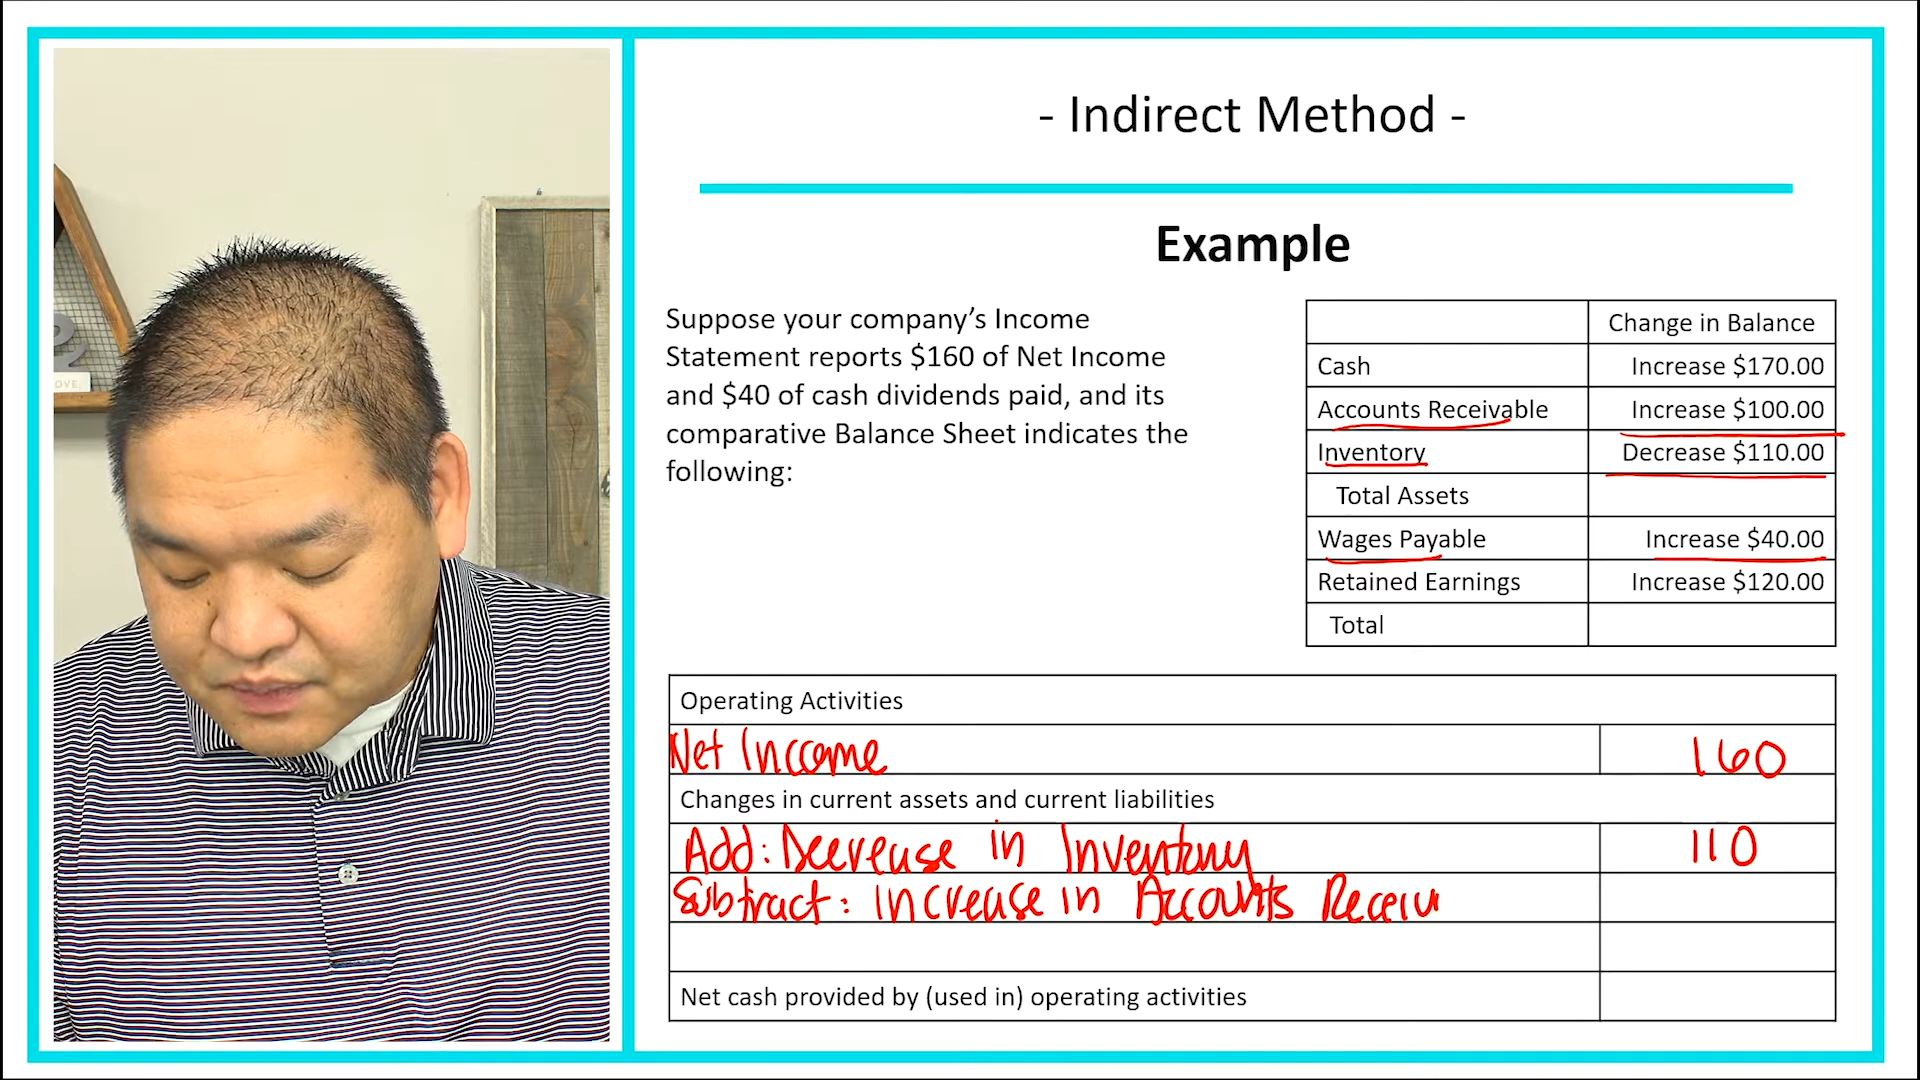 - Indirect Method -
Example
Suppose your company's Income
Statement reports $160 of Net Income
and $40 of cash dividends paid, and its
comparative Balance Sheet indicates the
following:
Change in Balance
Cash Increase $170.00
Accounts Receivable Increase $100.00
Inventory Decrease $110.00
Total Assets
Wages Payable Increase $40.00
Retained Earnings Increase $120.00
Total
Operating Activities
Net Income 160
Changes in current assets and current liabilities
Add: Decrease in Inventory 110
Subtract: Increase in Accounts Receiv
Net cash provided by (used in) operating activities
OVE